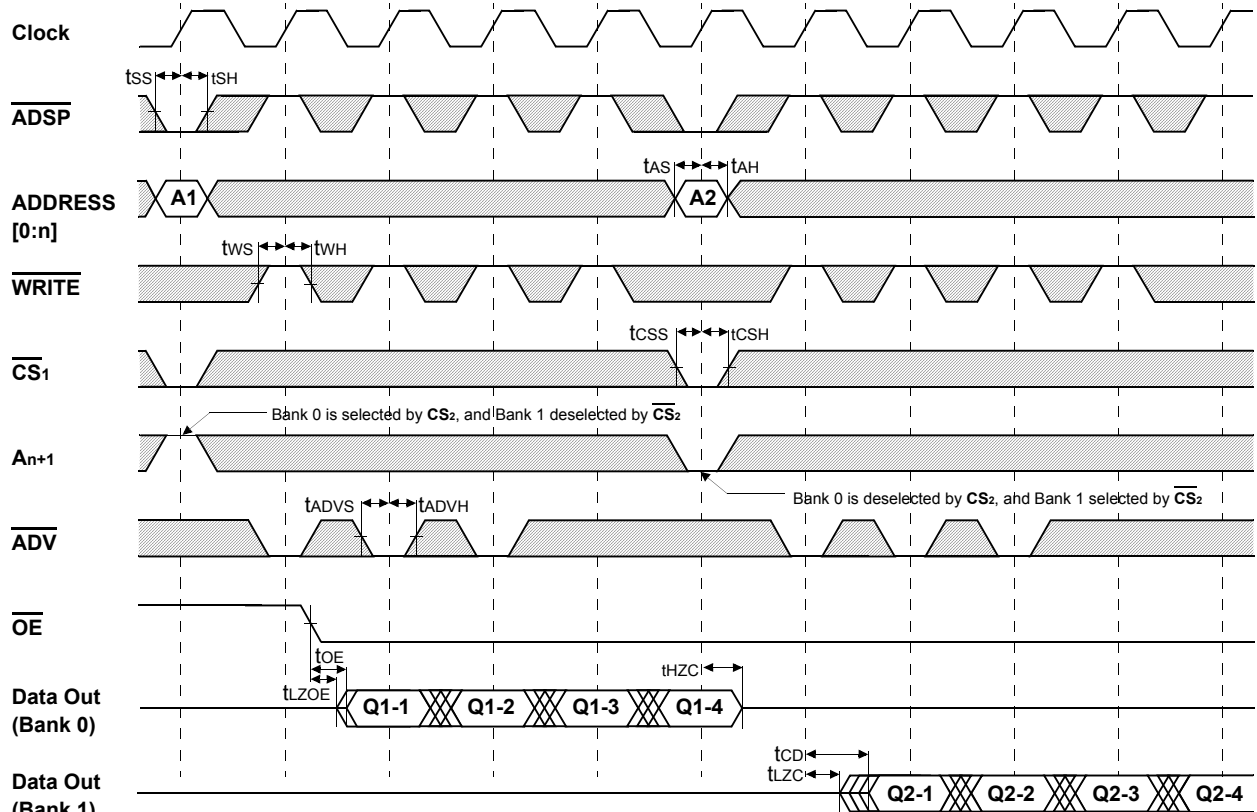 Clock
tSS tSH
ADSP
tAS tAH
ADDRESS
[0:n]
A1 A2
tWS tWH
WRITE
tCSS tCSH
CS1
Bank 0 is selected by CS2, and Bank 1 deselected by CS2
An+1
Bank 0 is deselected by CS2, and Bank 1 selected by CS2
tADVS tADVH
ADV
OE
tOE
tHZC
tLZOE
Data Out
(Bank 0)
Q1-1 Q1-2 Q1-3 Q1-4
tCD
tLZC
Data Out
(Bank 1)
Q2-1 Q2-2 Q2-3 Q2-4